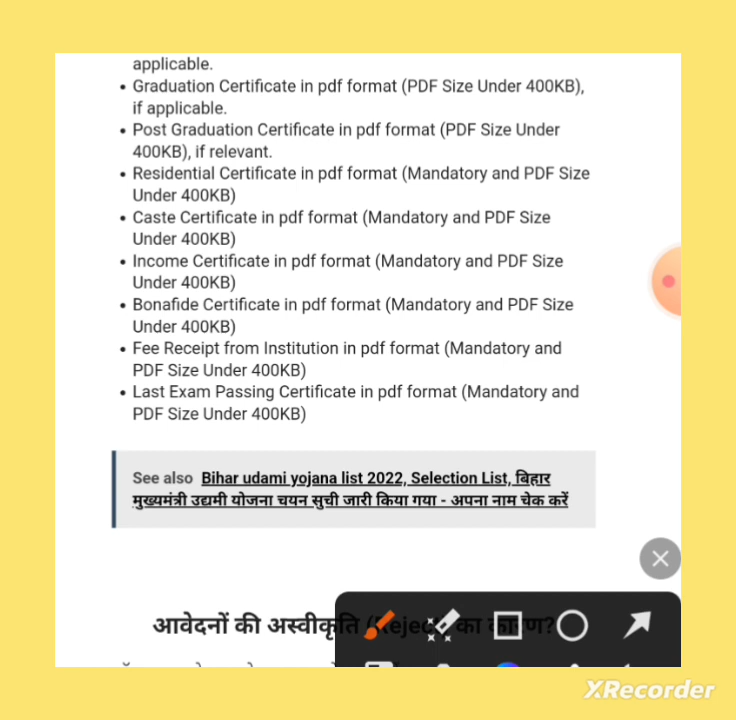 applicable.
• Graduation Certificate in pdf format (PDF Size Under 400KB),
if applicable.
• Post Graduation Certificate in pdf format (PDF Size Under
400KB), if relevant.
• Residential Certificate in pdf format (Mandatory and PDF Size
Under 400KB)
• Caste Certificate in pdf format (Mandatory and PDF Size
Under 400KB)
• Income Certificate in pdf format (Mandatory and PDF Size
Under 400KB)
• Bonafide Certificate in pdf format (Mandatory and PDF Size
Under 400KB)
• Fee Receipt from Institution in pdf format (Mandatory and
PDF Size Under 400KB)
• Last Exam Passing Certificate in pdf format (Mandatory and
PDF Size Under 400KB)
See also Bihar udami yojana list 2022, Selection List, बिहार
मुख्यमंत्री उद्यमी योजना चयन सुची जारी किया गया - अपना नाम चेक करें
आवेदनों की अस्वीकृति (Reject) का कारण?
XRecorder